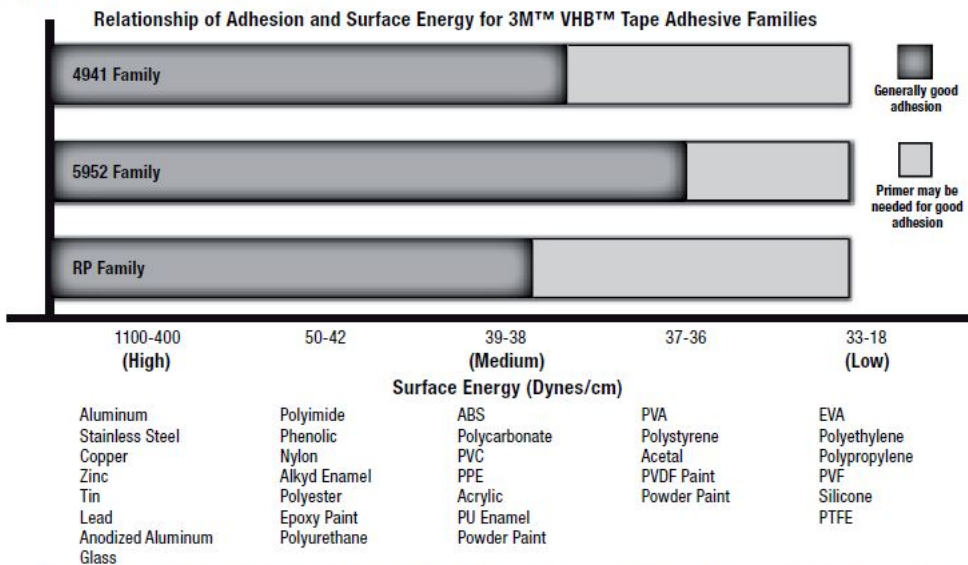 Relationship of Adhesion and Surface Energy for 3M™ VHB™ Tape Adhesive Families
4941 Family
Generally good
adhesion
5952 Family
Primer may be
needed for good
adhesion
RP Family
1100-400 50-42 39-38 37-36 33-18
(High) (Medium) (Low)
Surface Energy (Dynes/cm)
Aluminum Polyimide ABS PVA EVA
Stainless Steel Phenolic Polycarbonate Polystyrene Polyethylene
Copper Nylon PVC Acetal Polypropylene
Zinc Alkyd Enamel PPE PVDF Paint PVF
Tin Polyester Acrylic Powder Paint Silicone
Lead Epoxy Paint PU Enamel PTFE
Anodized Aluminum Polyurethane Powder Paint
Glass